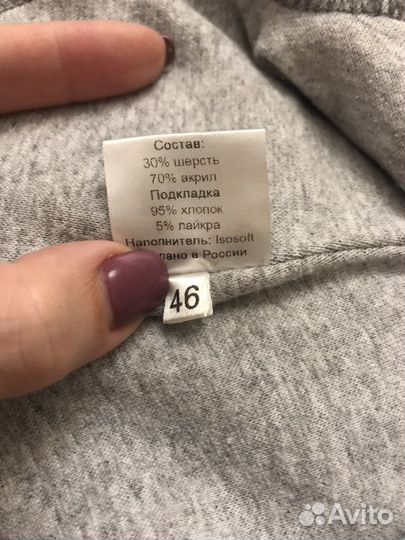 Состав:
30% шерсть
70% акрил
Подкладка
95% хлопок
5% лайкра
Наполнитель: Isosoft
в России
46
Avito